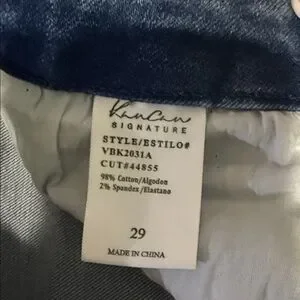 KanCan
SIGNATURE
STYLE/ESTILO#
VBK2031A
CUT#44855
98% Cotton/Algodon
2% Spandex/Elastano
29
MADE IN CHINA